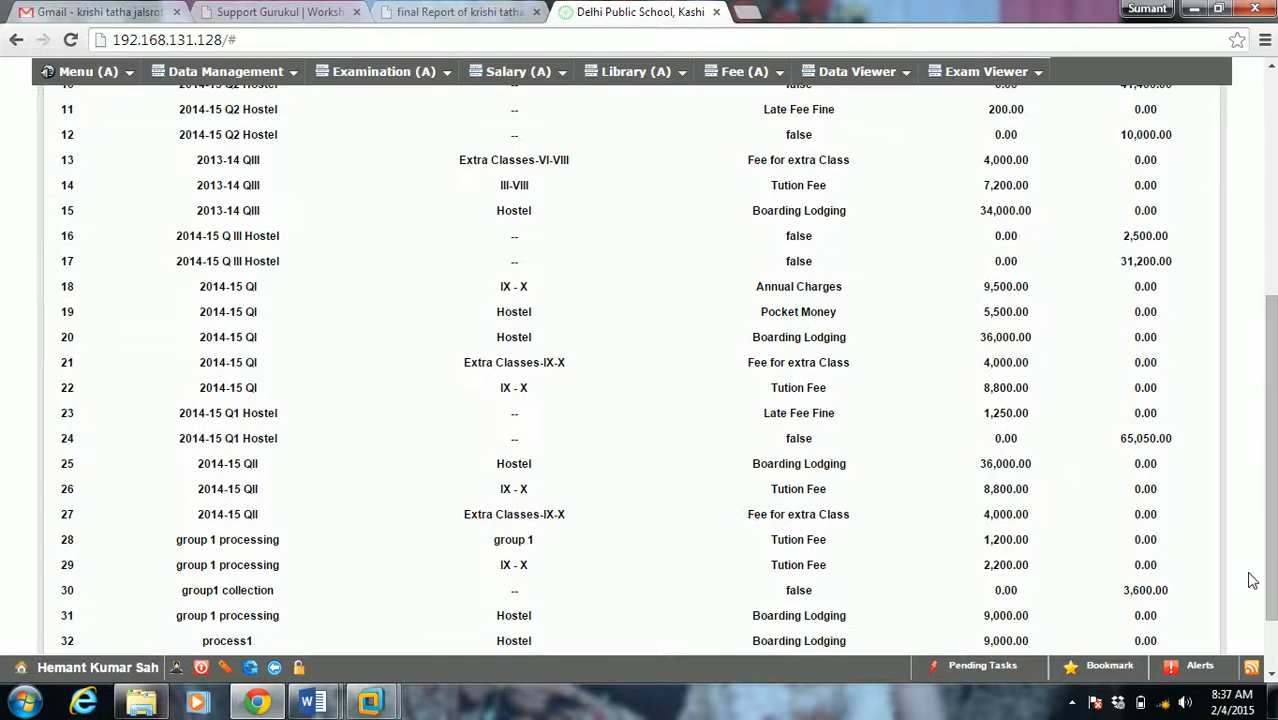 Gmail - krishi tatha jalsrot
Support Gurukul | Worksh
final Report of krishi tatha
Delhi Public School, Kashi
Sumant
192.168.131.128/#
Menu (A)
Data Management
Examination (A)
Salary (A)
Library (A)
Fee (A)
Data Viewer
Exam Viewer
10 2014-15 Q2 Hostel -- false 0.00 41,400.00
11 2014-15 Q2 Hostel -- Late Fee Fine 200.00 0.00
12 2014-15 Q2 Hostel -- false 0.00 10,000.00
13 2013-14 QIII Extra Classes-VI-VIII Fee for extra Class 4,000.00 0.00
14 2013-14 QIII III-VIII Tution Fee 7,200.00 0.00
15 2013-14 QIII Hostel Boarding Lodging 34,000.00 0.00
16 2014-15 Q III Hostel -- false 0.00 2,500.00
17 2014-15 Q III Hostel -- false 0.00 31,200.00
18 2014-15 QI IX - X Annual Charges 9,500.00 0.00
19 2014-15 QI Hostel Pocket Money 5,500.00 0.00
20 2014-15 QI Hostel Boarding Lodging 36,000.00 0.00
21 2014-15 QI Extra Classes-IX-X Fee for extra Class 4,000.00 0.00
22 2014-15 QI IX - X Tution Fee 8,800.00 0.00
23 2014-15 Q1 Hostel -- Late Fee Fine 1,250.00 0.00
24 2014-15 Q1 Hostel -- false 0.00 65,050.00
25 2014-15 QII Hostel Boarding Lodging 36,000.00 0.00
26 2014-15 QII IX - X Tution Fee 8,800.00 0.00
27 2014-15 QII Extra Classes-IX-X Fee for extra Class 4,000.00 0.00
28 group 1 processing group 1 Tution Fee 1,200.00 0.00
29 group 1 processing IX - X Tution Fee 2,200.00 0.00
30 group1 collection -- false 0.00 3,600.00
31 group 1 processing Hostel Boarding Lodging 9,000.00 0.00
32 process1 Hostel Boarding Lodging 9,000.00 0.00
Hemant Kumar Sah
Pending Tasks
Bookmark
Alerts
8:37 AM
2/4/2015